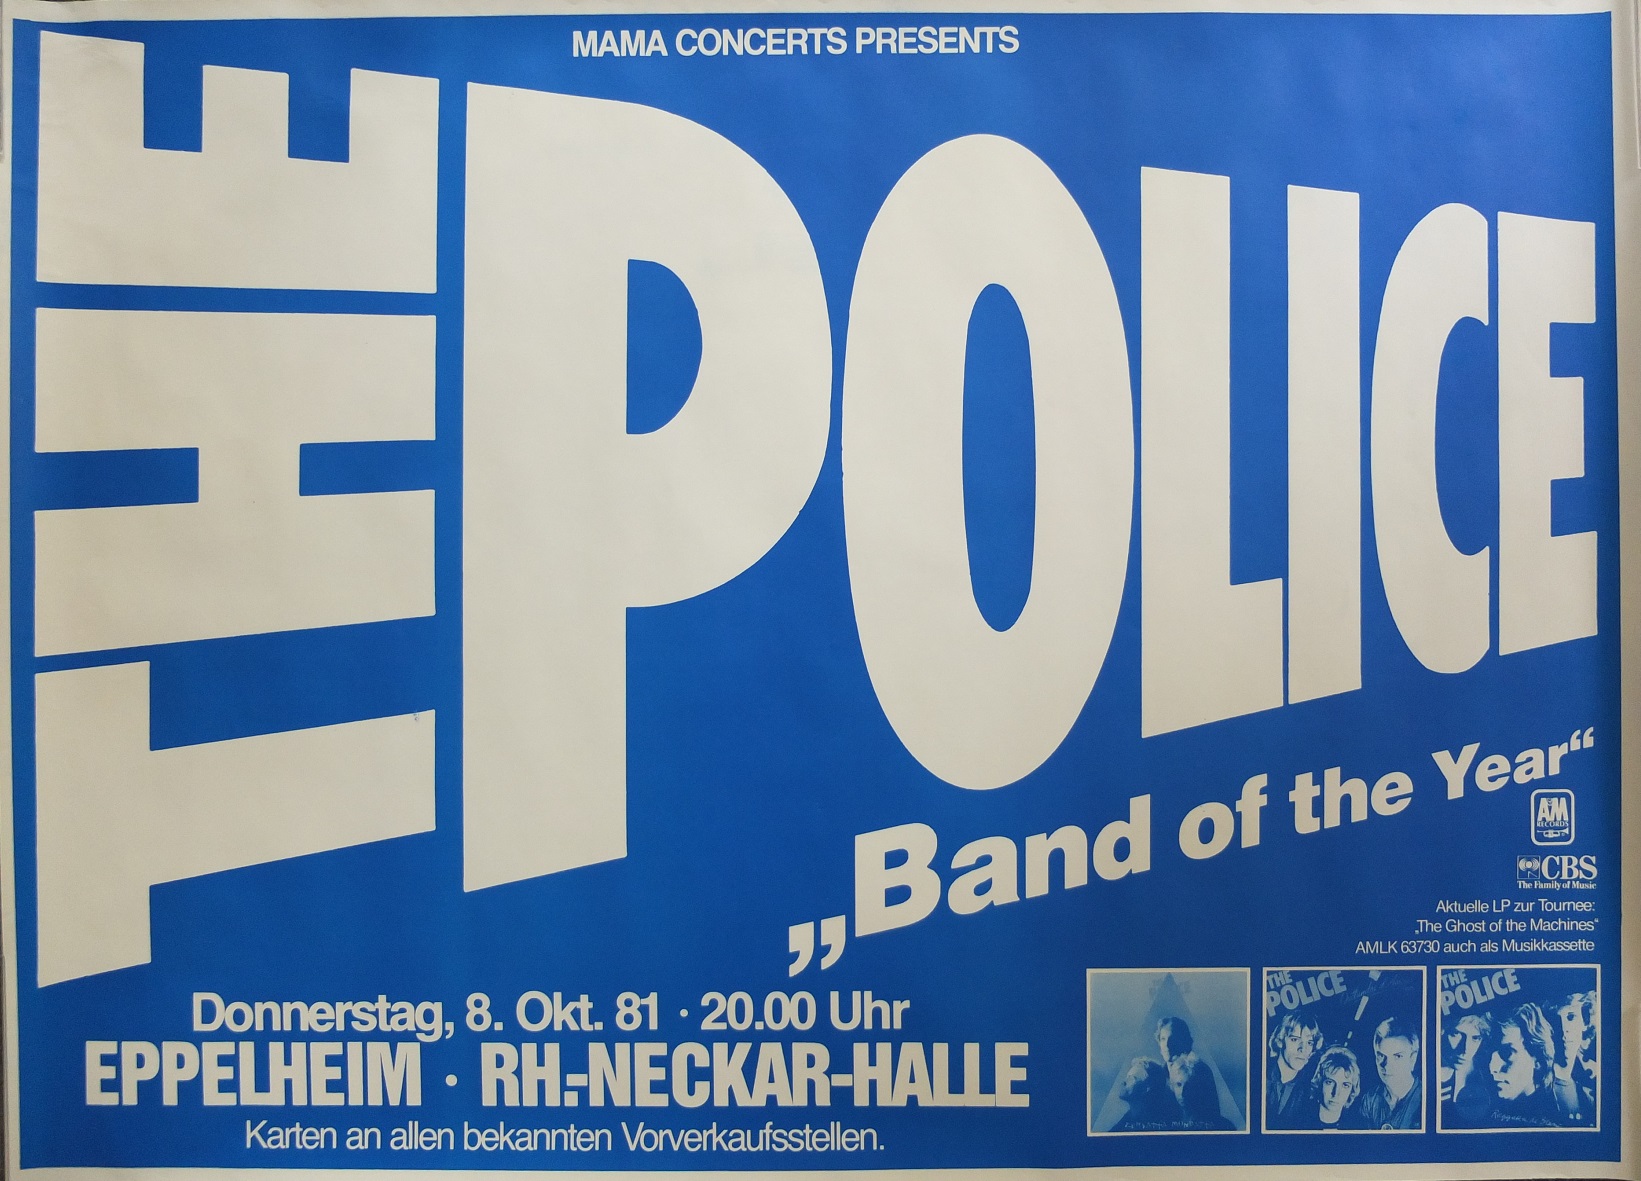 MAMA CONCERTS PRESENTS
THE
POLICE
„Band of the Year“
AM
RECORDS
CBS
The Family of Music
Aktuelle LP zur Tournee:
„The Ghost of the Machines“
AMLK 63730 auch als Musikkassette
Donnerstag, 8. Okt. 81 · 20.00 Uhr
EPPELHEIM · RH.-NECKAR-HALLE
Karten an allen bekannten Vorverkaufsstellen.
THE
POLICE
THE
POLICE